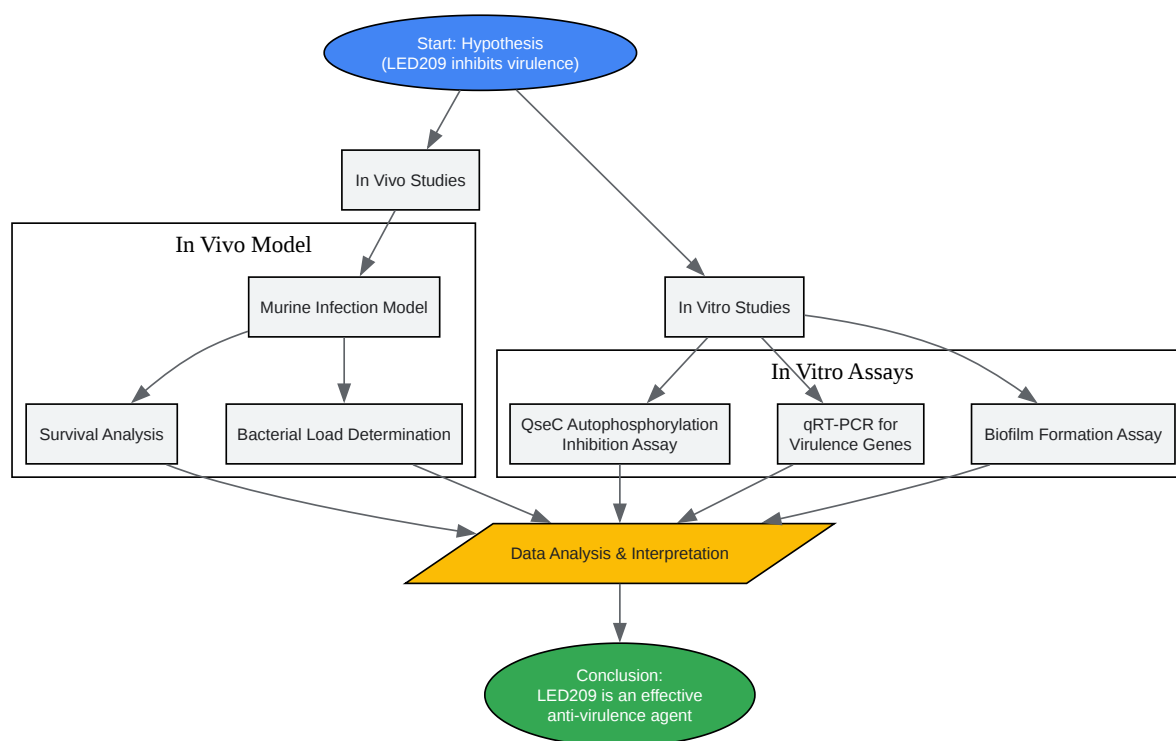 Start: Hypothesis
(LED209 inhibits virulence)
In Vivo Studies
In Vivo Model
Murine Infection Model
In Vitro Studies
In Vitro Assays
Survival Analysis
Bacterial Load Determination
QseC Autophosphorylation
Inhibition Assay
qRT-PCR for
Virulence Genes
Biofilm Formation Assay
Data Analysis & Interpretation
Conclusion:
LED209 is an effective
anti-virulence agent